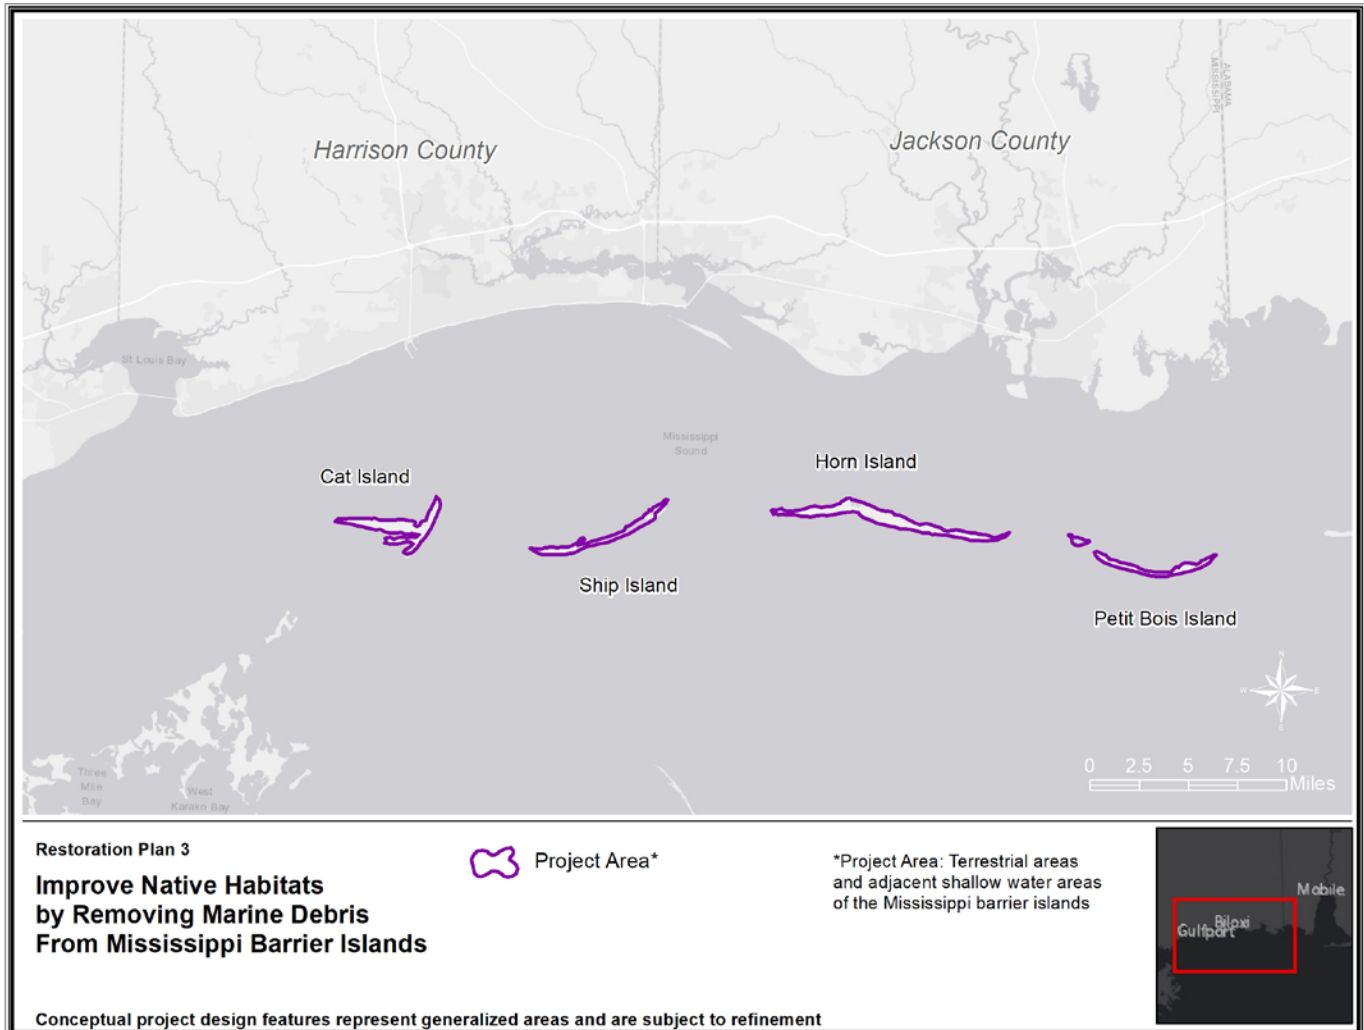 ALABAMA
MISSISSIPPI
Harrison County
Jackson County
St Louis Bay
Mississippi
Sound
Cat Island
Horn Island
Ship Island
Petit Bois Island
N
W
E
S
Three
Mile
Bay
West
Karako Bay
0 2.5 5 7.5 10
Miles
Restoration Plan 3
Improve Native Habitats
by Removing Marine Debris
From Mississippi Barrier Islands
Project Area*
*Project Area: Terrestrial areas
and adjacent shallow water areas
of the Mississippi barrier islands
Mobile
Biloxi
Gulfport
Conceptual project design features represent generalized areas and are subject to refinement